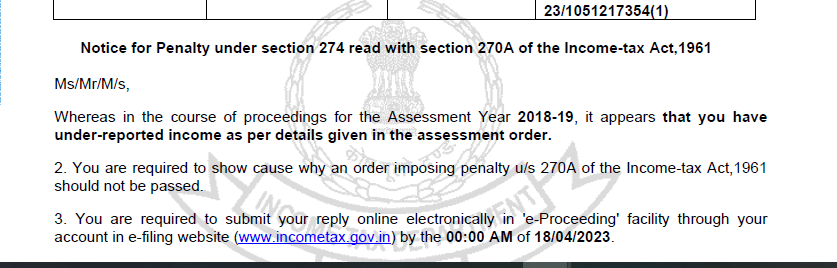 23/1051217354(1)
Notice for Penalty under section 274 read with section 270A of the Income-tax Act,1961
Ms/Mr/M/s,
Whereas in the course of proceedings for the Assessment Year 2018-19, it appears that you have
under-reported income as per details given in the assessment order.
2. You are required to show cause why an order imposing penalty u/s 270A of the Income-tax Act,1961
should not be passed.
3. You are required to submit your reply online electronically in 'e-Proceeding' facility through your
account in e-filing website (www.incometax.gov.in) by the 00:00 AM of 18/04/2023.